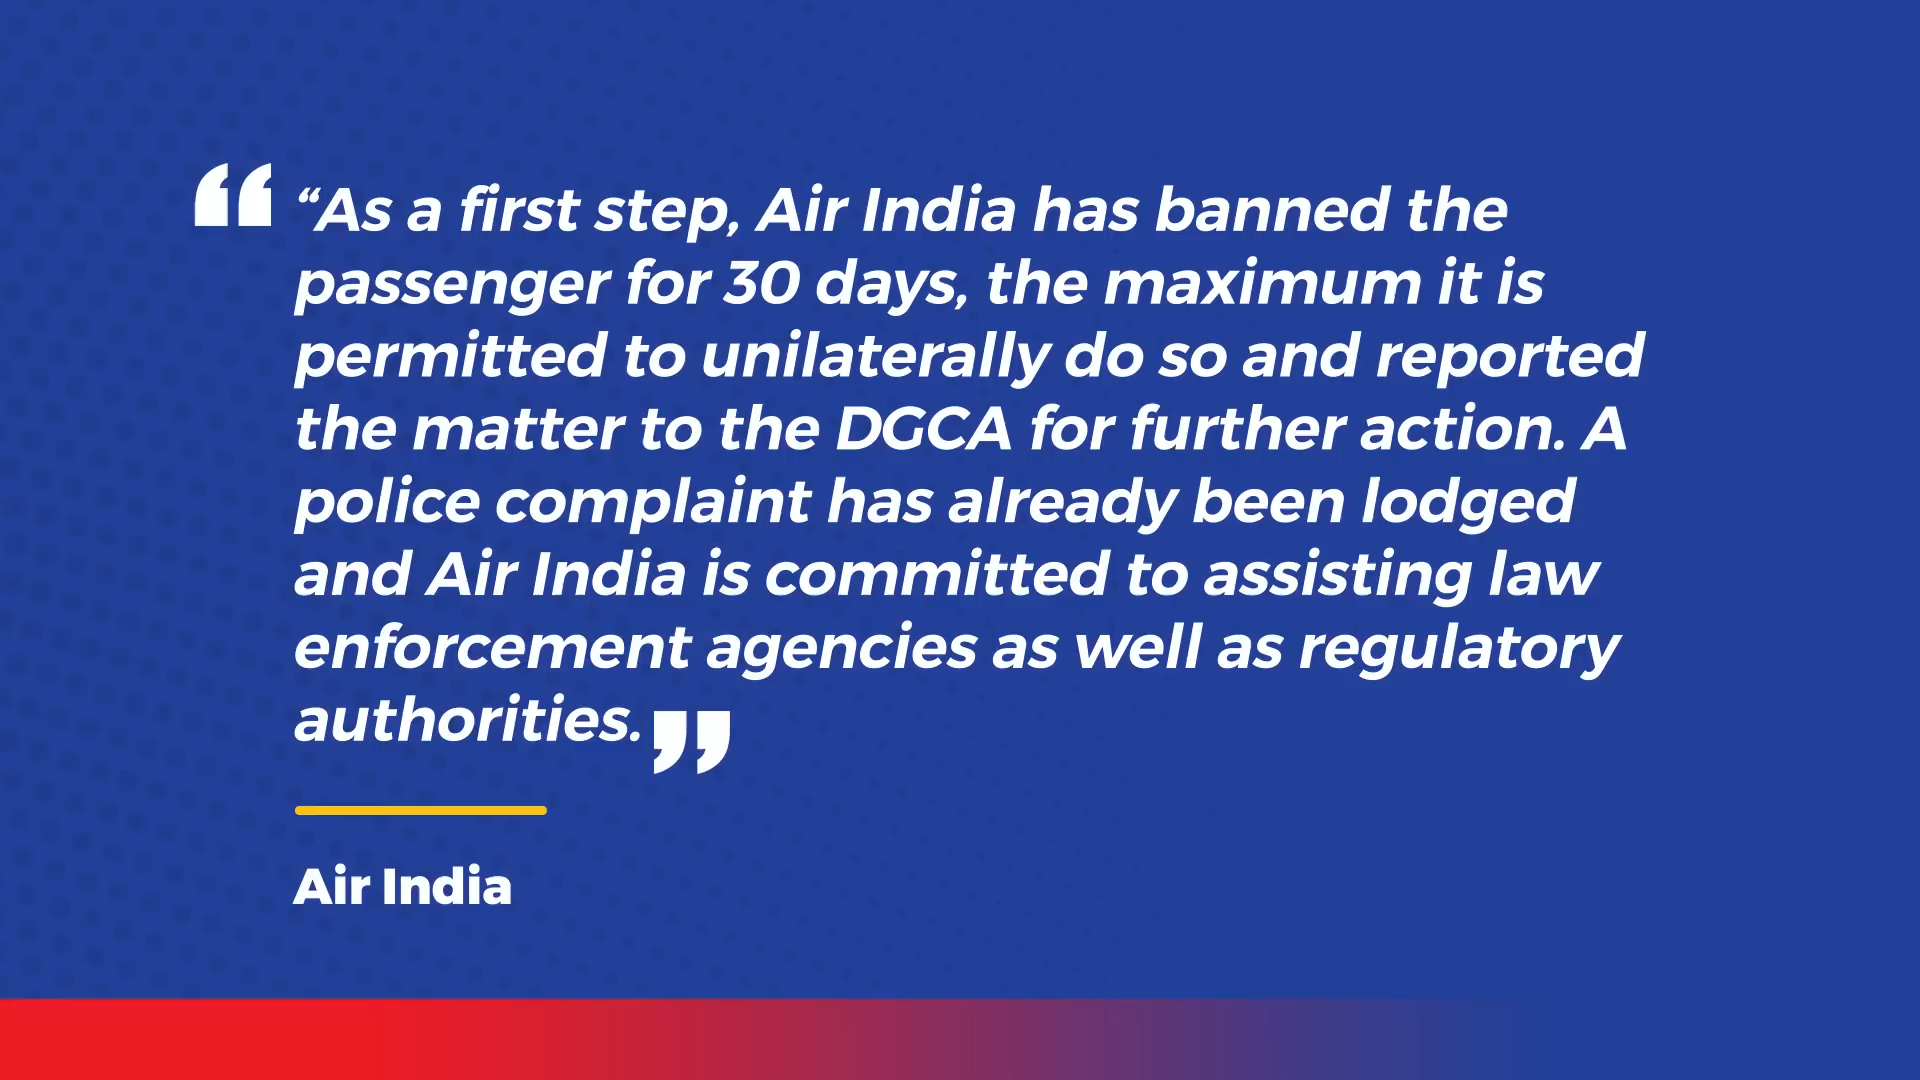 “As a first step, Air India has banned the
passenger for 30 days, the maximum it is
permitted to unilaterally do so and reported
the matter to the DGCA for further action. A
police complaint has already been lodged
and Air India is committed to assisting law
enforcement agencies as well as regulatory
authorities.”
Air India